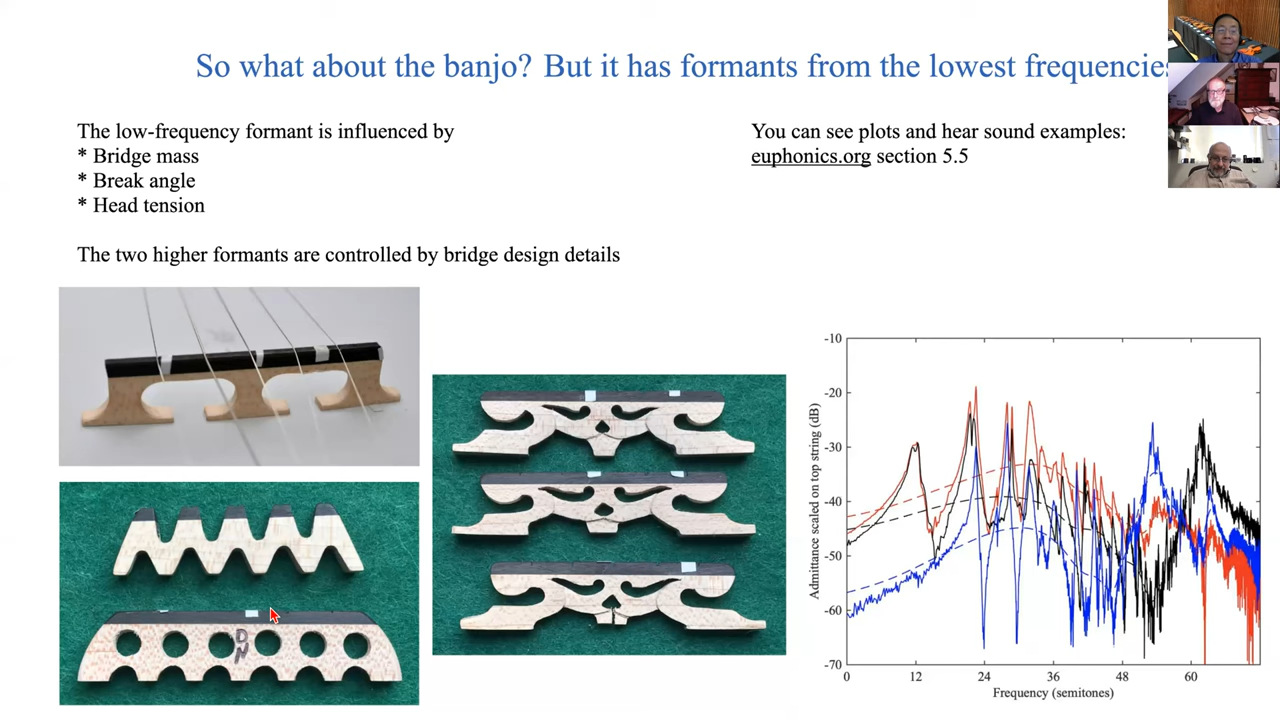 So what about the banjo? But it has formants from the lowest frequencies
The low-frequency formant is influenced by
* Bridge mass
* Break angle
* Head tension
The two higher formants are controlled by bridge design details
You can see plots and hear sound examples:
euphonics.org section 5.5
D
N
Admittance scaled on top string (dB)
-10
-20
-30
-40
-50
-60
-70
0
12
24
36
48
60
Frequency (semitones)